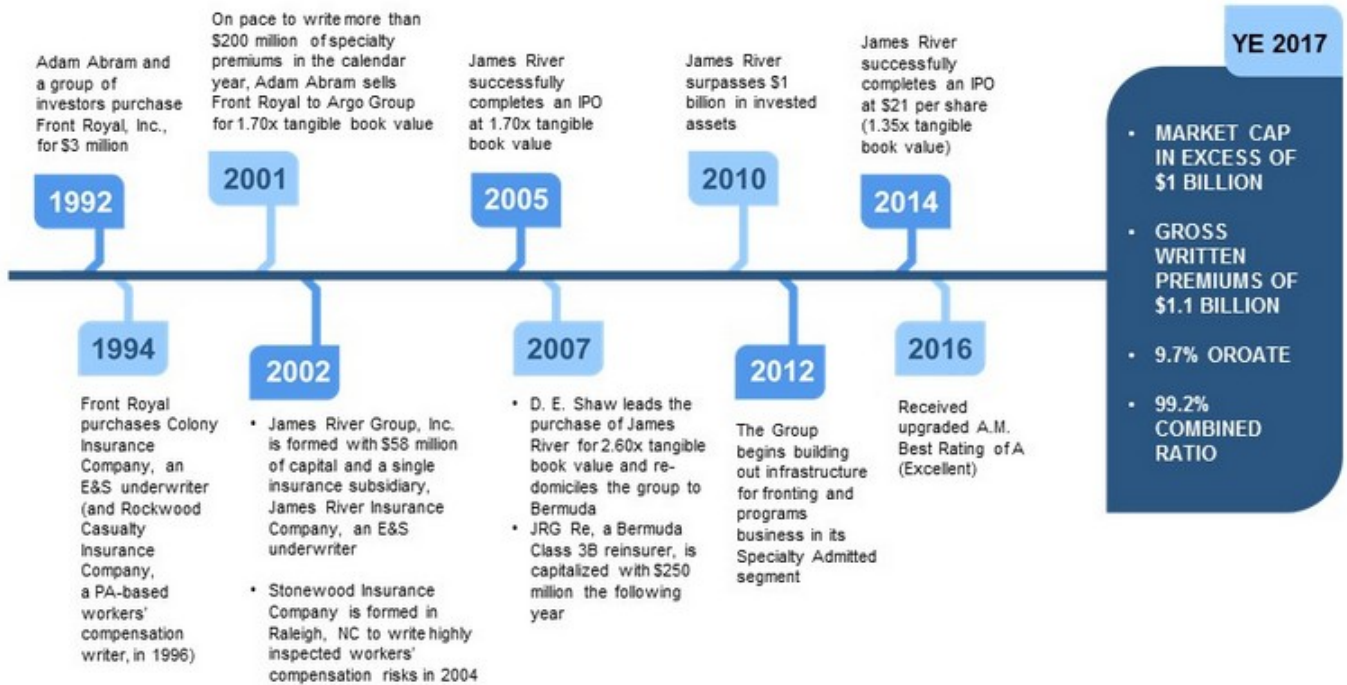 Adam Abram and
a group of
investors purchase
Front Royal, Inc.,
for $3 million
1992
On pace to write more than
$200 million of specialty
premiums in the calendar
year, Adam Abram sells
Front Royal to Argo Group
for 1.70x tangible book value
2001
James River
successfully
completes an IPO
at 1.70x tangible
book value
2005
James River
surpasses $1
billion in invested
assets
2010
James River
successfully
completes an IPO
at $21 per share
(1.35x tangible
book value)
2014
1994
Front Royal
purchases Colony
Insurance
Company, an
E&S underwriter
(and Rockwood
Casualty
Insurance
Company,
a PA-based
workers'
compensation
writer, in 1996)
2002
• James River Group, Inc.
is formed with $58 million
of capital and a single
insurance subsidiary,
James River Insurance
Company, an E&S
underwriter
• Stonewood Insurance
Company is formed in
Raleigh, NC to write highly
inspected workers'
compensation risks in 2004
2007
• D. E. Shaw leads the
purchase of James
River for 2.60x tangible
book value and re-
domiciles the group to
Bermuda
• JRG Re, a Bermuda
Class 3B reinsurer, is
capitalized with $250
million the following
year
2012
The Group
begins building
out infrastructure
for fronting and
programs
business in its
Specialty Admitted
segment
2016
Received
upgraded A.M.
Best Rating of A
(Excellent)
YE 2017
• MARKET CAP
IN EXCESS OF
$1 BILLION
• GROSS
WRITTEN
PREMIUMS OF
$1.1 BILLION
• 9.7% OROATE
• 99.2%
COMBINED
RATIO